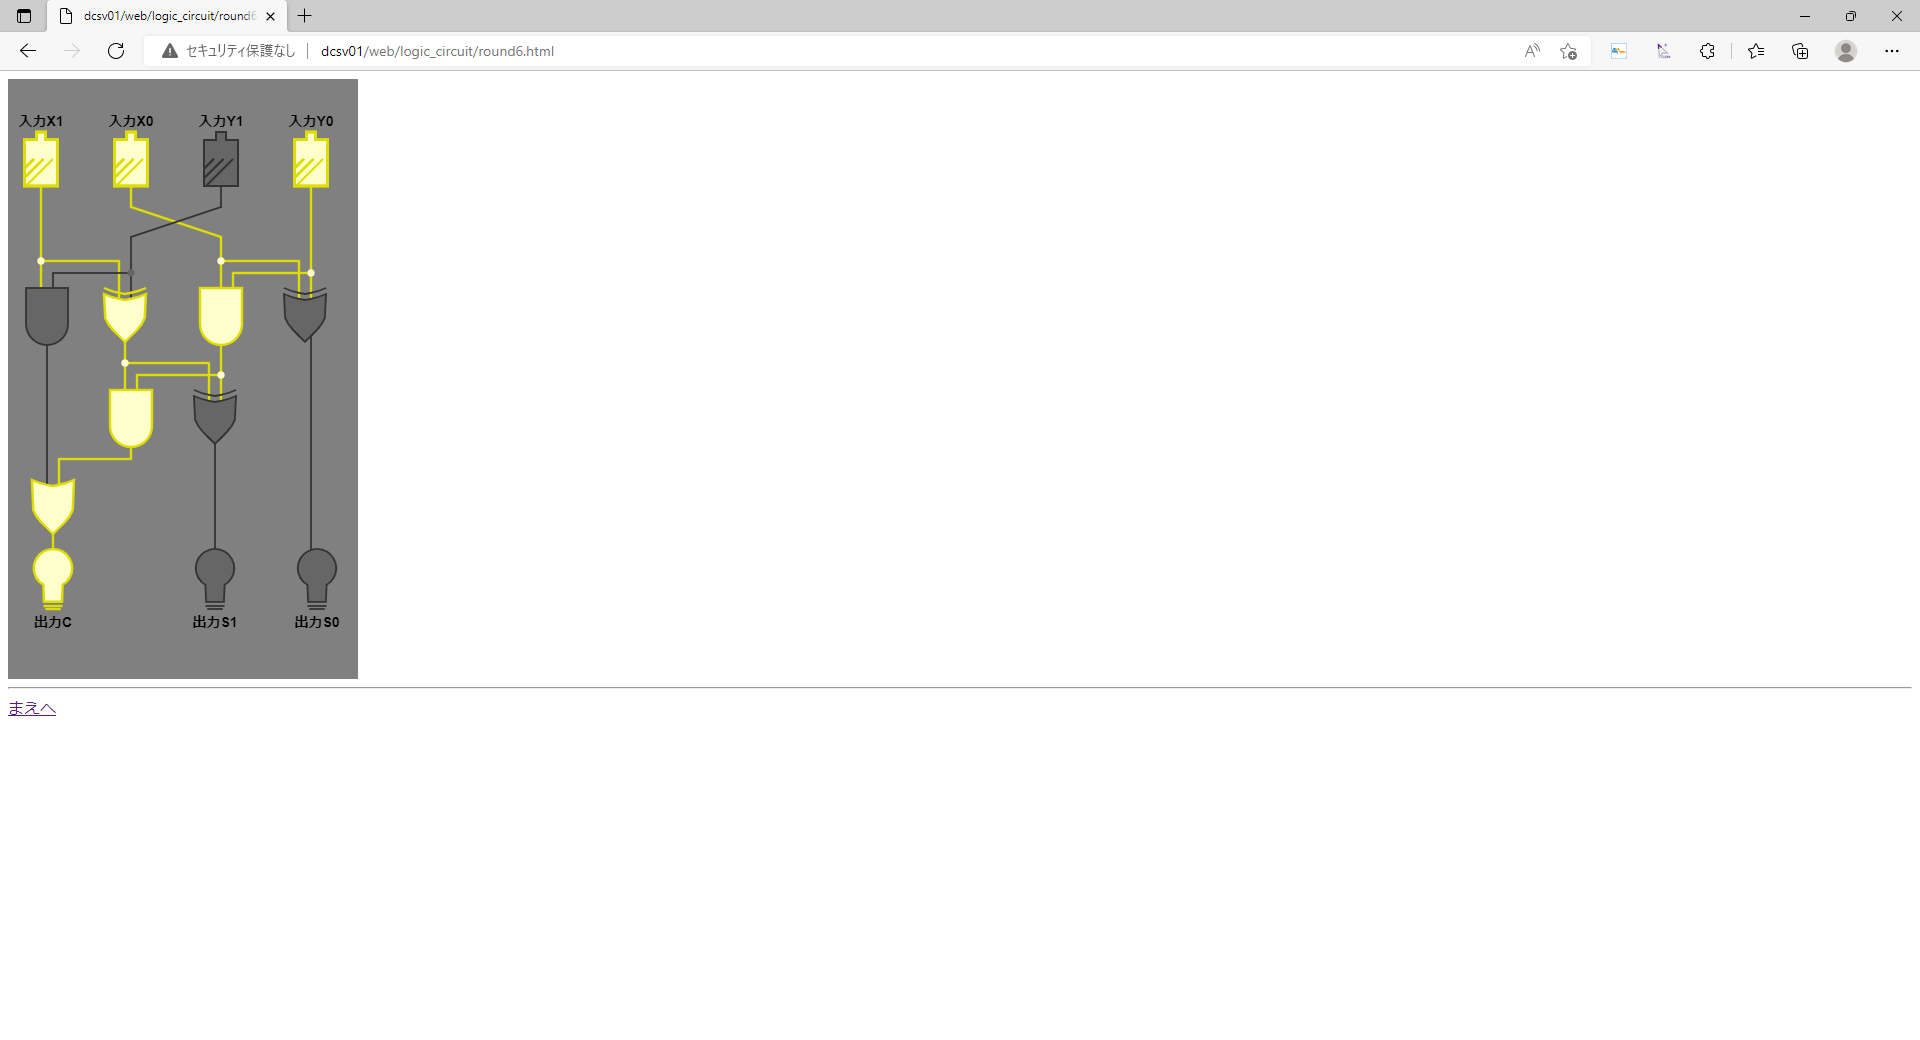 dcsv01/web/logic_circuit/round6
セキュリティ保護なし
dcsv01/web/logic_circuit/round6.html
入力X1 入力X0 入力Y1 入力Y0
出力C 出力S1 出力S0
まえへ